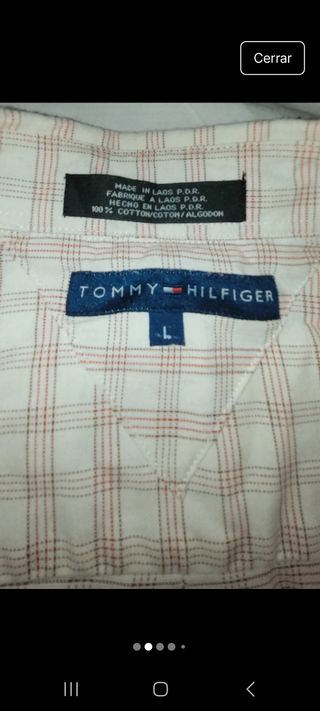 Cerrar
MADE IN LAOS P.D.R.
FABRIQUE A LAOS P.D.R.
HECHO EN LAOS P.D.R.
100% COTTON/COTON/ALGODON
TOMMY HILFIGER
L